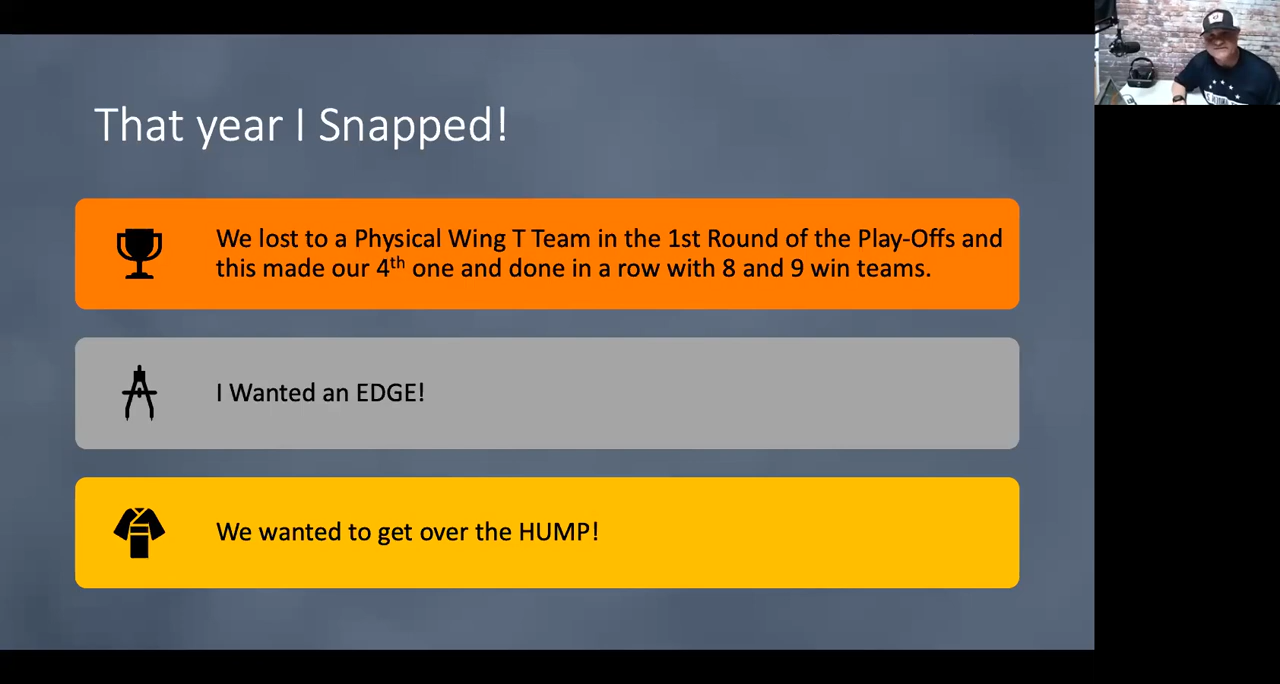 That year I Snapped!
We lost to a Physical Wing T Team in the 1st Round of the Play-Offs and
this made our 4th one and done in a row with 8 and 9 win teams.
I Wanted an EDGE!
We wanted to get over the HUMP!